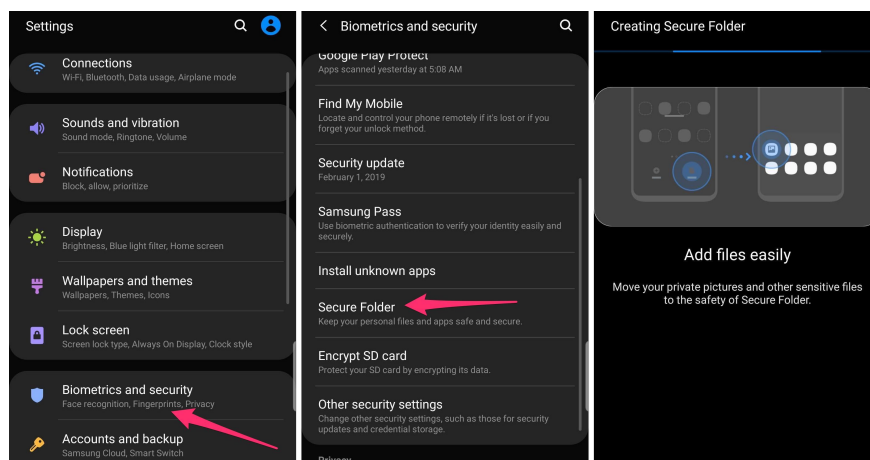 Settings
Connections
Wi-Fi, Bluetooth, Data usage, Airplane mode
Sounds and vibration
Sound mode, Ringtone, Volume
Notifications
Block, allow, prioritize
Display
Brightness, Blue light filter, Home screen
Wallpapers and themes
Wallpapers, Themes, Icons
Lock screen
Screen lock type, Always On Display, Clock style
Biometrics and security
Face recognition, Fingerprints, Privacy
Accounts and backup
Samsung Cloud, Smart Switch
Biometrics and security
Google Play Protect
Apps scanned yesterday at 5:08 AM
Find My Mobile
Locate and control your phone remotely if it's lost or if you
forget your unlock method.
Security update
February 1, 2019
Samsung Pass
Use biometric authentication to verify your identity easily and
securely.
Install unknown apps
Secure Folder
Keep your personal files and apps safe and secure.
Encrypt SD card
Protect your SD card by encrypting its data.
Other security settings
Change other security settings, such as those for security
updates and credential storage.
Privacy
Creating Secure Folder
Add files easily
Move your private pictures and other sensitive files
to the safety of Secure Folder.